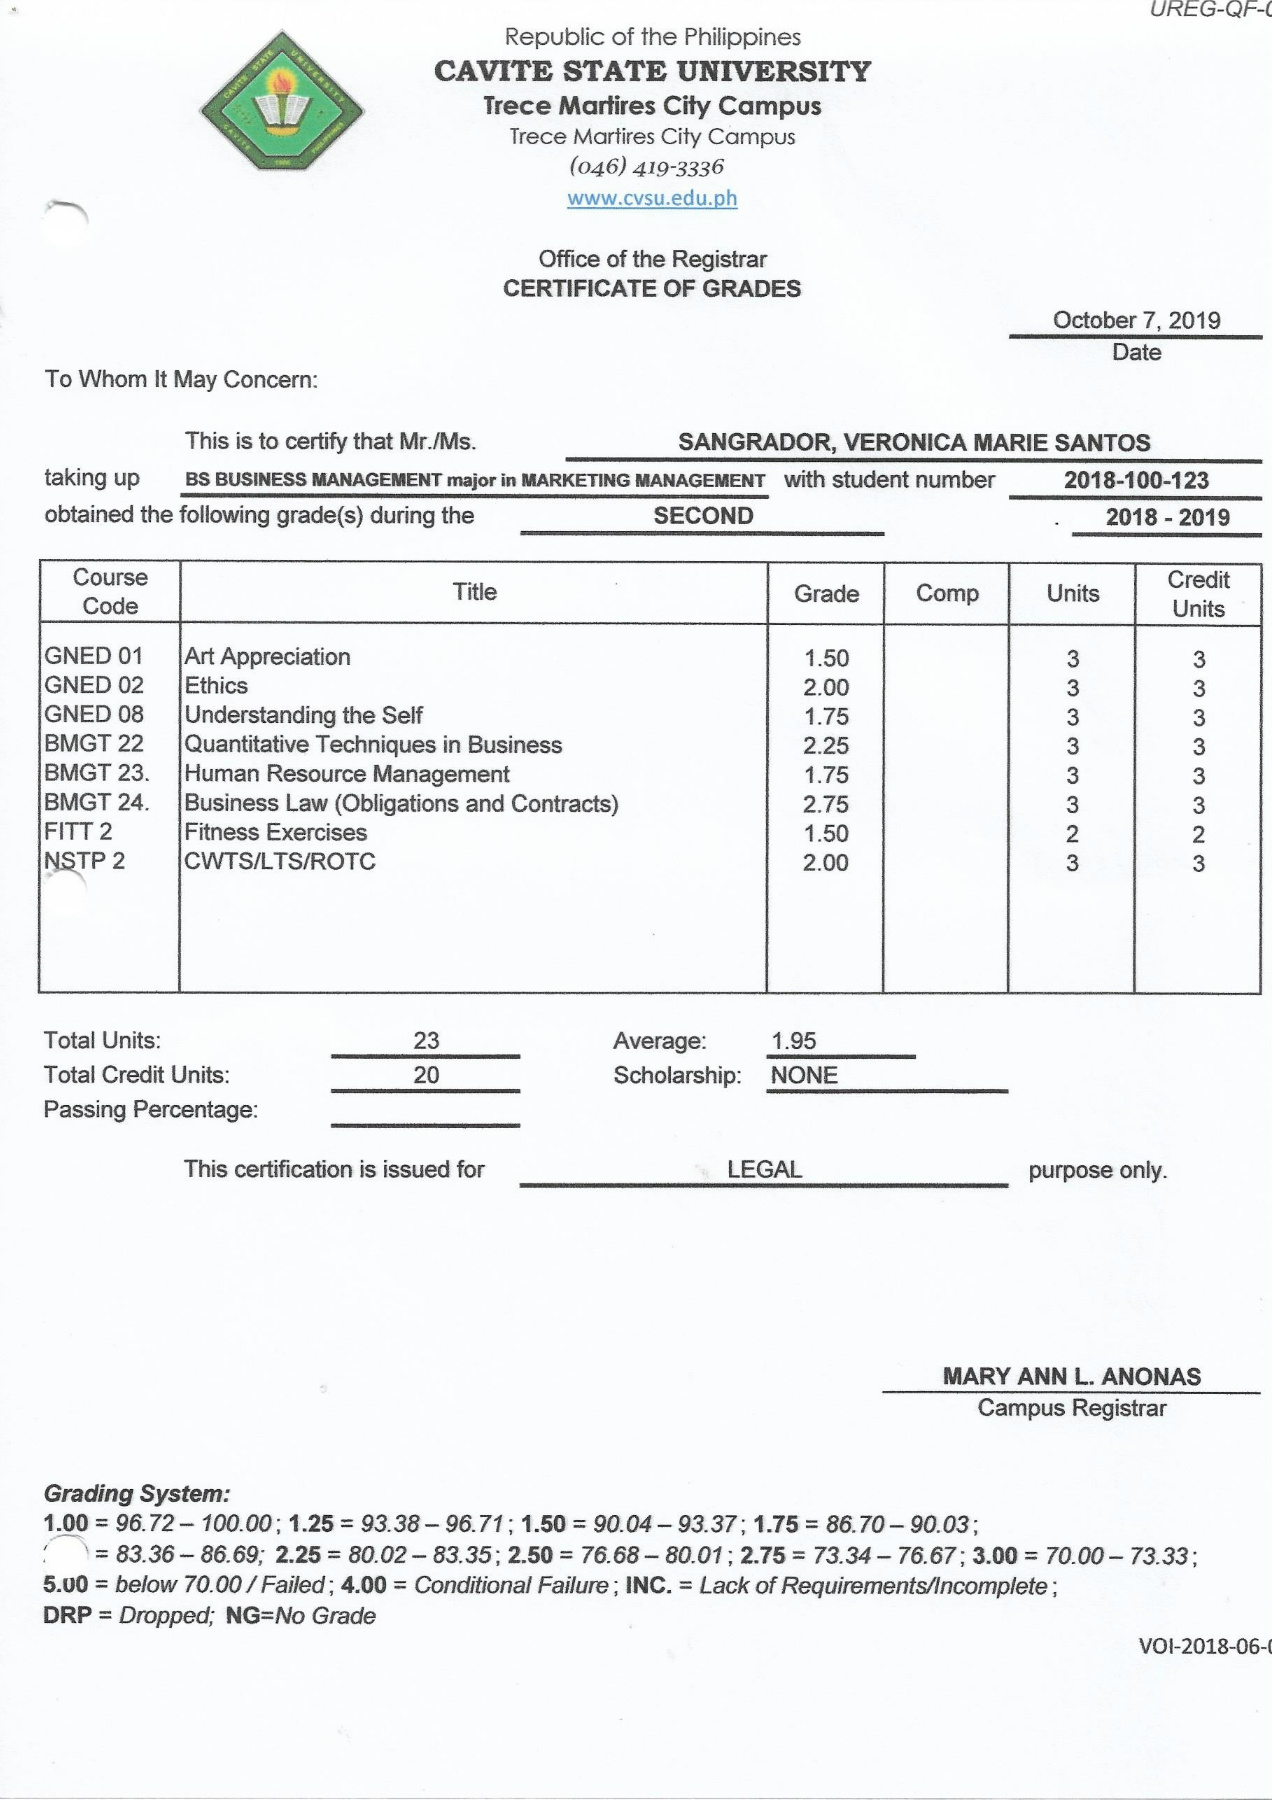 UREG-QF-
Republic of the Philippines
CAVITE STATE UNIVERSITY
Trece Martires City Campus
Trece Martires City Campus
(046) 419-3336
www.cvsu.edu.ph
CAVITE STATE UNIVERSITY
CAVITE PHILIPPINES
1906
Office of the Registrar
CERTIFICATE OF GRADES
October 7, 2019
Date
To Whom It May Concern:
This is to certify that Mr./Ms. SANGRADOR, VERONICA MARIE SANTOS
taking up BS BUSINESS MANAGEMENT major in MARKETING MANAGEMENT with student number 2018-100-123
obtained the following grade(s) during the SECOND . 2018 - 2019
Course Code Title Grade Comp Units Credit Units
GNED 01 Art Appreciation 1.50 3 3
GNED 02 Ethics 2.00 3 3
GNED 08 Understanding the Self 1.75 3 3
BMGT 22 Quantitative Techniques in Business 2.25 3 3
BMGT 23. Human Resource Management 1.75 3 3
BMGT 24. Business Law (Obligations and Contracts) 2.75 3 3
FITT 2 Fitness Exercises 1.50 2 2
NSTP 2 CWTS/LTS/ROTC 2.00 3 3
Total Units: 23 Average: 1.95
Total Credit Units: 20 Scholarship: NONE
Passing Percentage:
This certification is issued for LEGAL purpose only.
MARY ANN L. ANONAS
Campus Registrar
Grading System:
1.00 = 96.72 – 100.00 ; 1.25 = 93.38 – 96.71 ; 1.50 = 90.04 – 93.37 ; 1.75 = 86.70 – 90.03 ;
= 83.36 – 86.69; 2.25 = 80.02 – 83.35 ; 2.50 = 76.68 – 80.01 ; 2.75 = 73.34 – 76.67 ; 3.00 = 70.00 – 73.33 ;
5.00 = below 70.00 / Failed ; 4.00 = Conditional Failure ; INC. = Lack of Requirements/Incomplete ;
DRP = Dropped; NG=No Grade
VOI-2018-06-